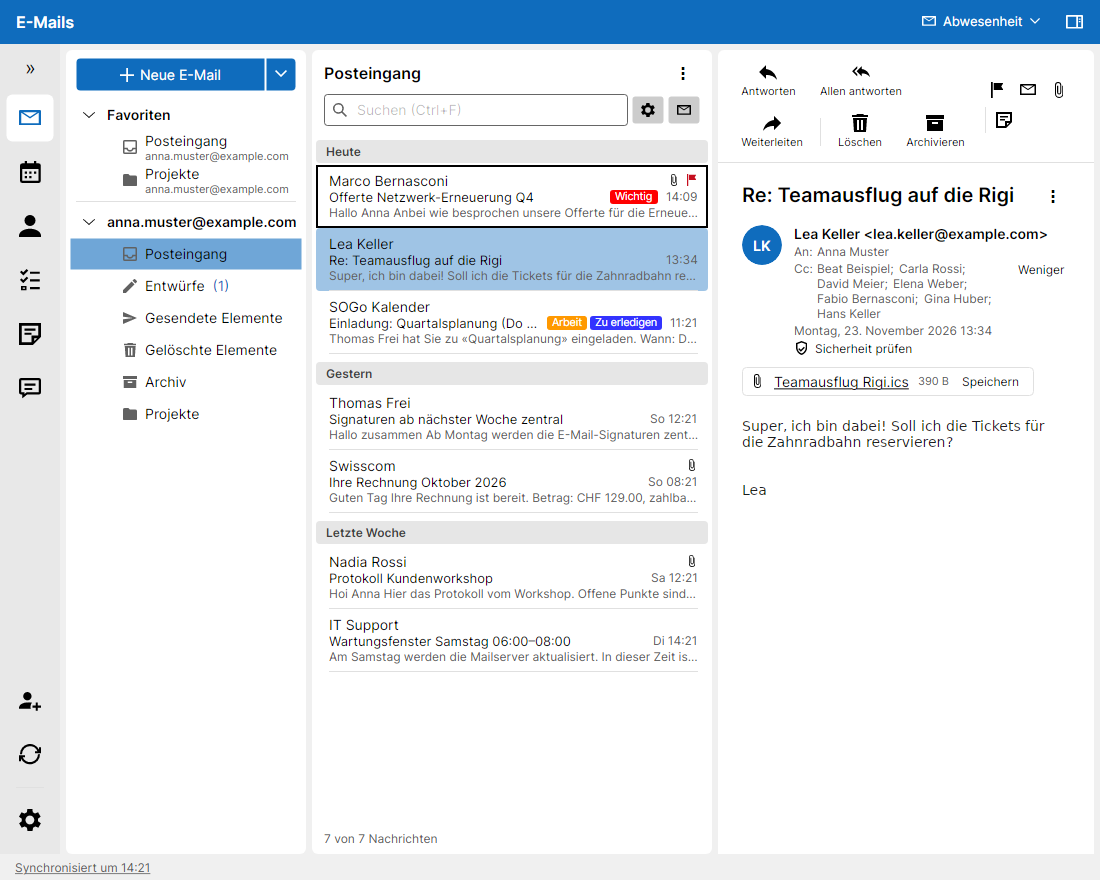 E-Mails
Abwesenheit
»
Neue E-Mail
Favoriten
Posteingang
anna.muster@example.com
Projekte
anna.muster@example.com
anna.muster@example.com
Posteingang
Entwürfe (1)
Gesendete Elemente
Gelöschte Elemente
Archiv
Projekte
Posteingang
Suchen (Ctrl+F)
Heute
Marco Bernasconi
Offerte Netzwerk-Erneuerung Q4 Wichtig 14:09
Hallo Anna Anbei wie besprochen unsere Offerte für die Erneue...
Lea Keller
Re: Teamausflug auf die Rigi 13:34
Super, ich bin dabei! Soll ich die Tickets für die Zahnradbahn re...
SOGo Kalender
Einladung: Quartalsplanung (Do ... Arbeit Zu erledigen 11:21
Thomas Frei hat Sie zu «Quartalsplanung» eingeladen. Wann: D...
Gestern
Thomas Frei
Signaturen ab nächster Woche zentral So 12:21
Hallo zusammen Ab Montag werden die E-Mail-Signaturen zent...
Swisscom
Ihre Rechnung Oktober 2026 So 08:21
Guten Tag Ihre Rechnung ist bereit. Betrag: CHF 129.00, zahlba...
Letzte Woche
Nadia Rossi
Protokoll Kundenworkshop Sa 12:21
Hoi Anna Hier das Protokoll vom Workshop. Offene Punkte sind...
IT Support
Wartungsfenster Samstag 06:00–08:00 Di 14:21
Am Samstag werden die Mailserver aktualisiert. In dieser Zeit is...
7 von 7 Nachrichten
Antworten
Allen antworten
Weiterleiten
Löschen
Archivieren
Re: Teamausflug auf die Rigi
LK
Lea Keller <lea.keller@example.com>
An: Anna Muster
Cc: Beat Beispiel; Carla Rossi; Weniger
David Meier; Elena Weber;
Fabio Bernasconi; Gina Huber;
Hans Keller
Montag, 23. November 2026 13:34
Sicherheit prüfen
Teamausflug Rigi.ics 390 B Speichern
Super, ich bin dabei! Soll ich die Tickets für
die Zahnradbahn reservieren?
Lea
Synchronisiert um 14:21